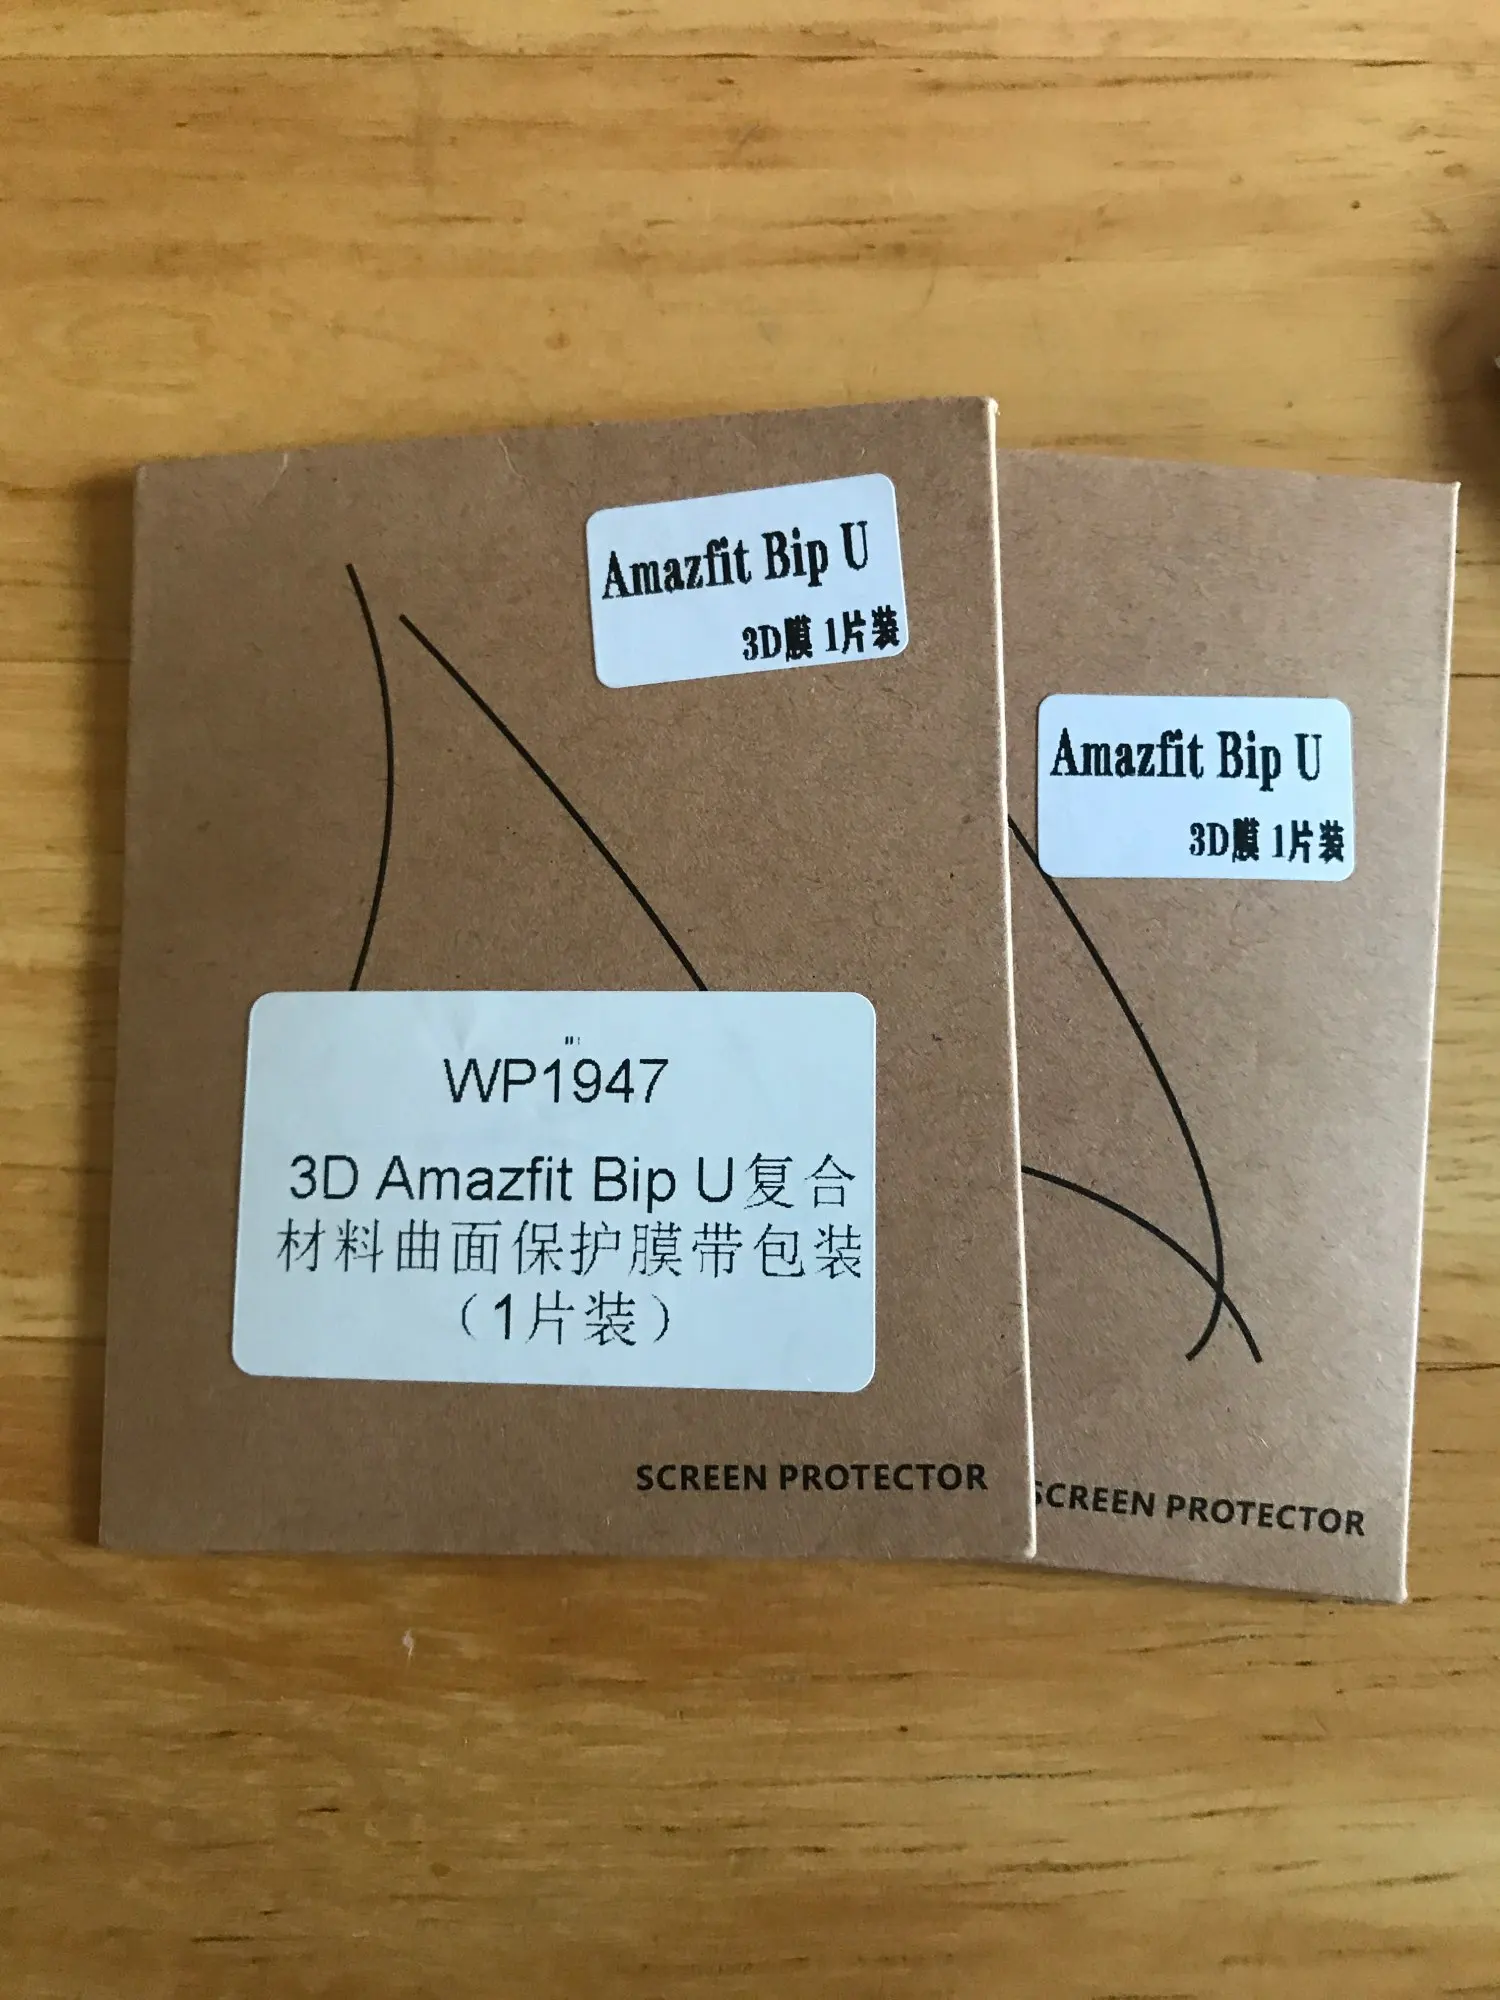 Amazfit Bip U
3D膜 1片装
WP1947
3D Amazfit Bip U复合
材料曲面保护膜带包装
（1片装）
SCREEN PROTECTOR
Amazfit Bip U
3D膜 1片装
SCREEN PROTECTOR